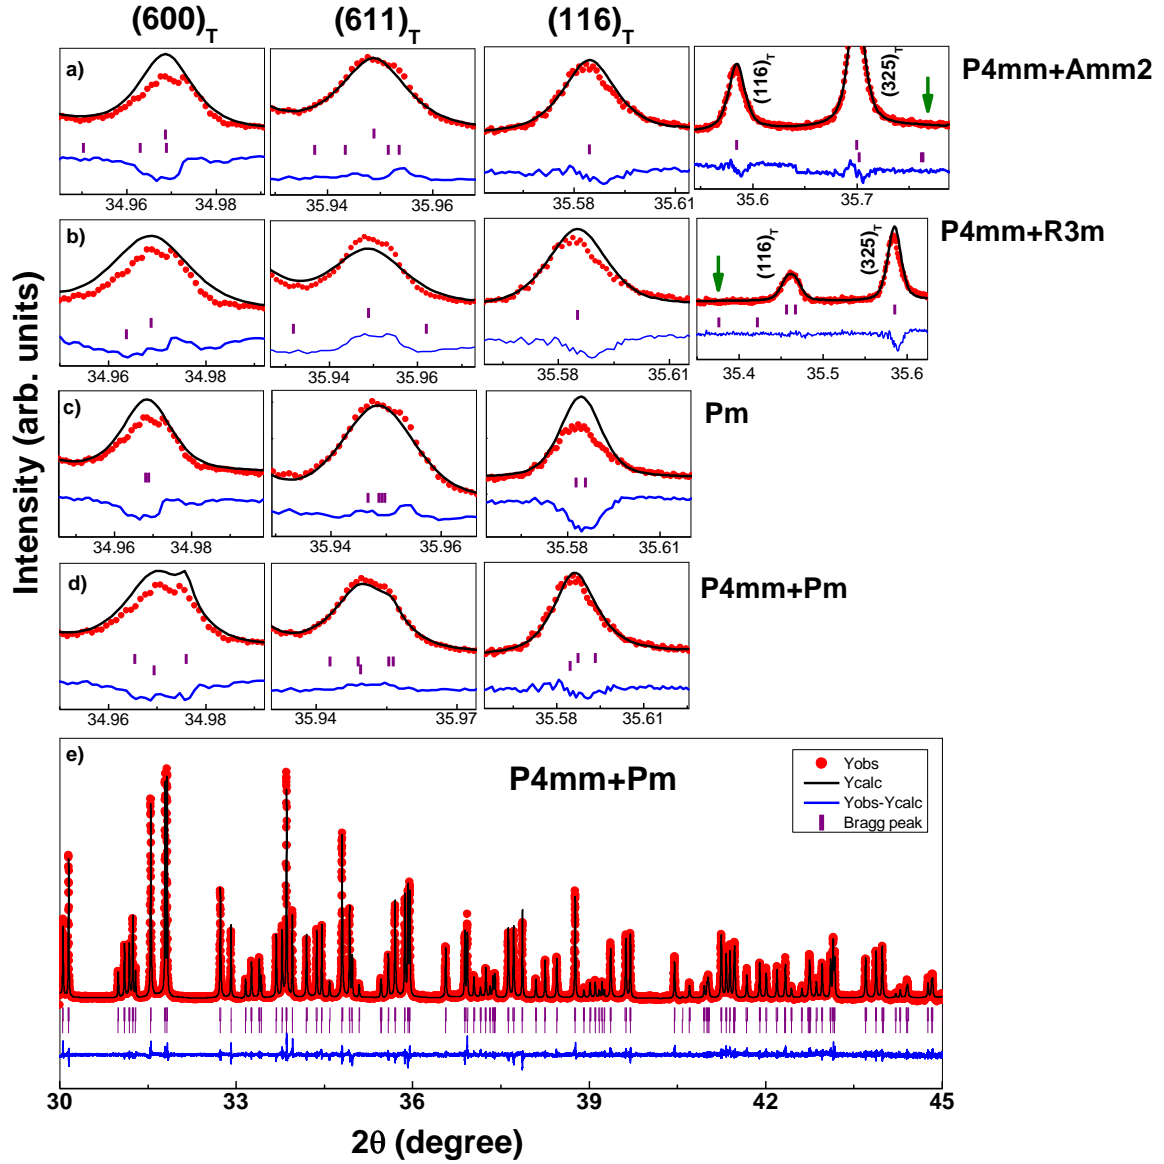 (600)T (611)T (116)T
a) (116)T (325)T P4mm+Amm2
34.96 34.98 35.94 35.96 35.58 35.61 35.6 35.7
b) (116)T (325)T P4mm+R3m
34.96 34.98 35.94 35.96 35.58 35.61 35.4 35.5 35.6
c) Pm
34.96 34.98 35.94 35.96 35.58 35.61
d) P4mm+Pm
34.96 34.98 35.94 35.97 35.58 35.61
Intensity (arb. units)
e) P4mm+Pm
Yobs
Ycalc
Yobs-Ycalc
Bragg peak
30 33 36 39 42 45
2θ (degree)